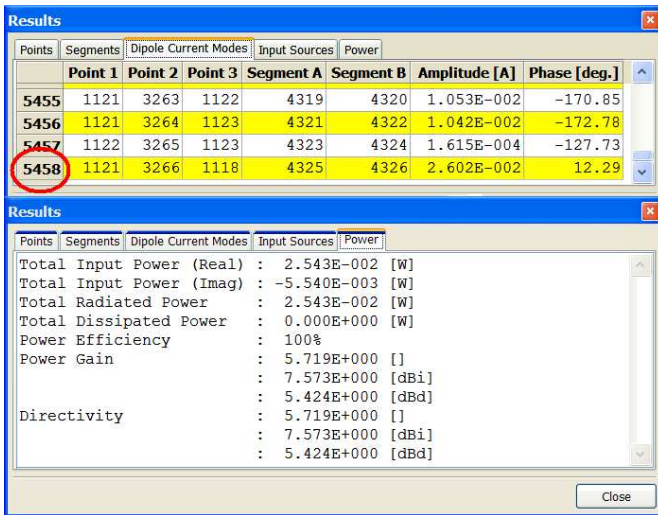 Results
Points Segments Dipole Current Modes Input Sources Power
Point 1 Point 2 Point 3 Segment A Segment B Amplitude [A] Phase [deg.]
5455 1121 3263 1122 4319 4320 1.053E-002 -170.85
5456 1121 3264 1123 4321 4322 1.042E-002 -172.78
5457 1122 3265 1123 4323 4324 1.615E-004 -127.73
5458 1121 3266 1118 4325 4326 2.602E-002 12.29
Results
Points Segments Dipole Current Modes Input Sources Power
Total Input Power (Real) : 2.543E-002 [W]
Total Input Power (Imag) : -5.540E-003 [W]
Total Radiated Power : 2.543E-002 [W]
Total Dissipated Power : 0.000E+000 [W]
Power Efficiency : 100%
Power Gain : 5.719E+000 []
: 7.573E+000 [dBi]
: 5.424E+000 [dBd]
Directivity : 5.719E+000 []
: 7.573E+000 [dBi]
: 5.424E+000 [dBd]
Close